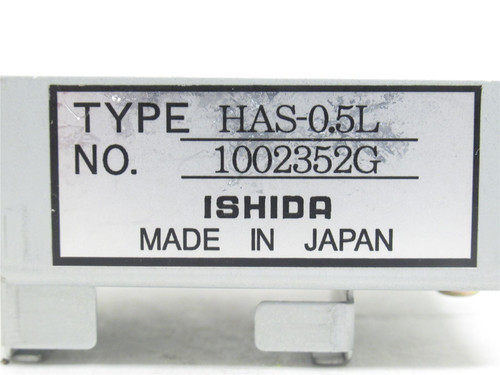 TYPE HAS-0.5L
NO. 1002352G
ISHIDA
MADE IN JAPAN